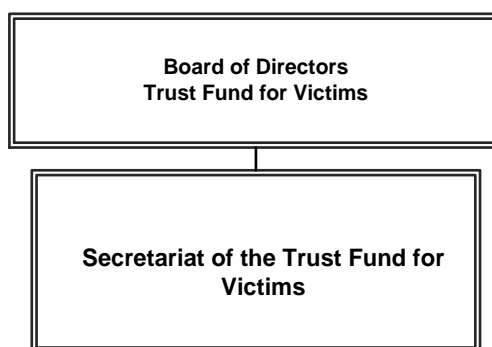 Board of Directors
Trust Fund for Victims
Secretariat of the Trust Fund for
Victims